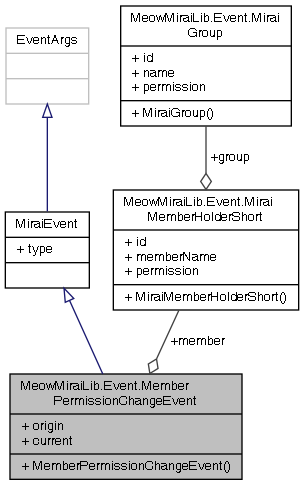 MeowMiraiLib.Event.Mirai
Group
+ id
+ name
+ permission
+ MiraiGroup()
EventArgs
+group
MeowMiraiLib.Event.Mirai
MemberHolderShort
+ id
+ memberName
+ permission
+ MiraiMemberHolderShort()
MiraiEvent
+ type
+member
MeowMiraiLib.Event.Member
PermissionChangeEvent
+ origin
+ current
+ MemberPermissionChangeEvent()